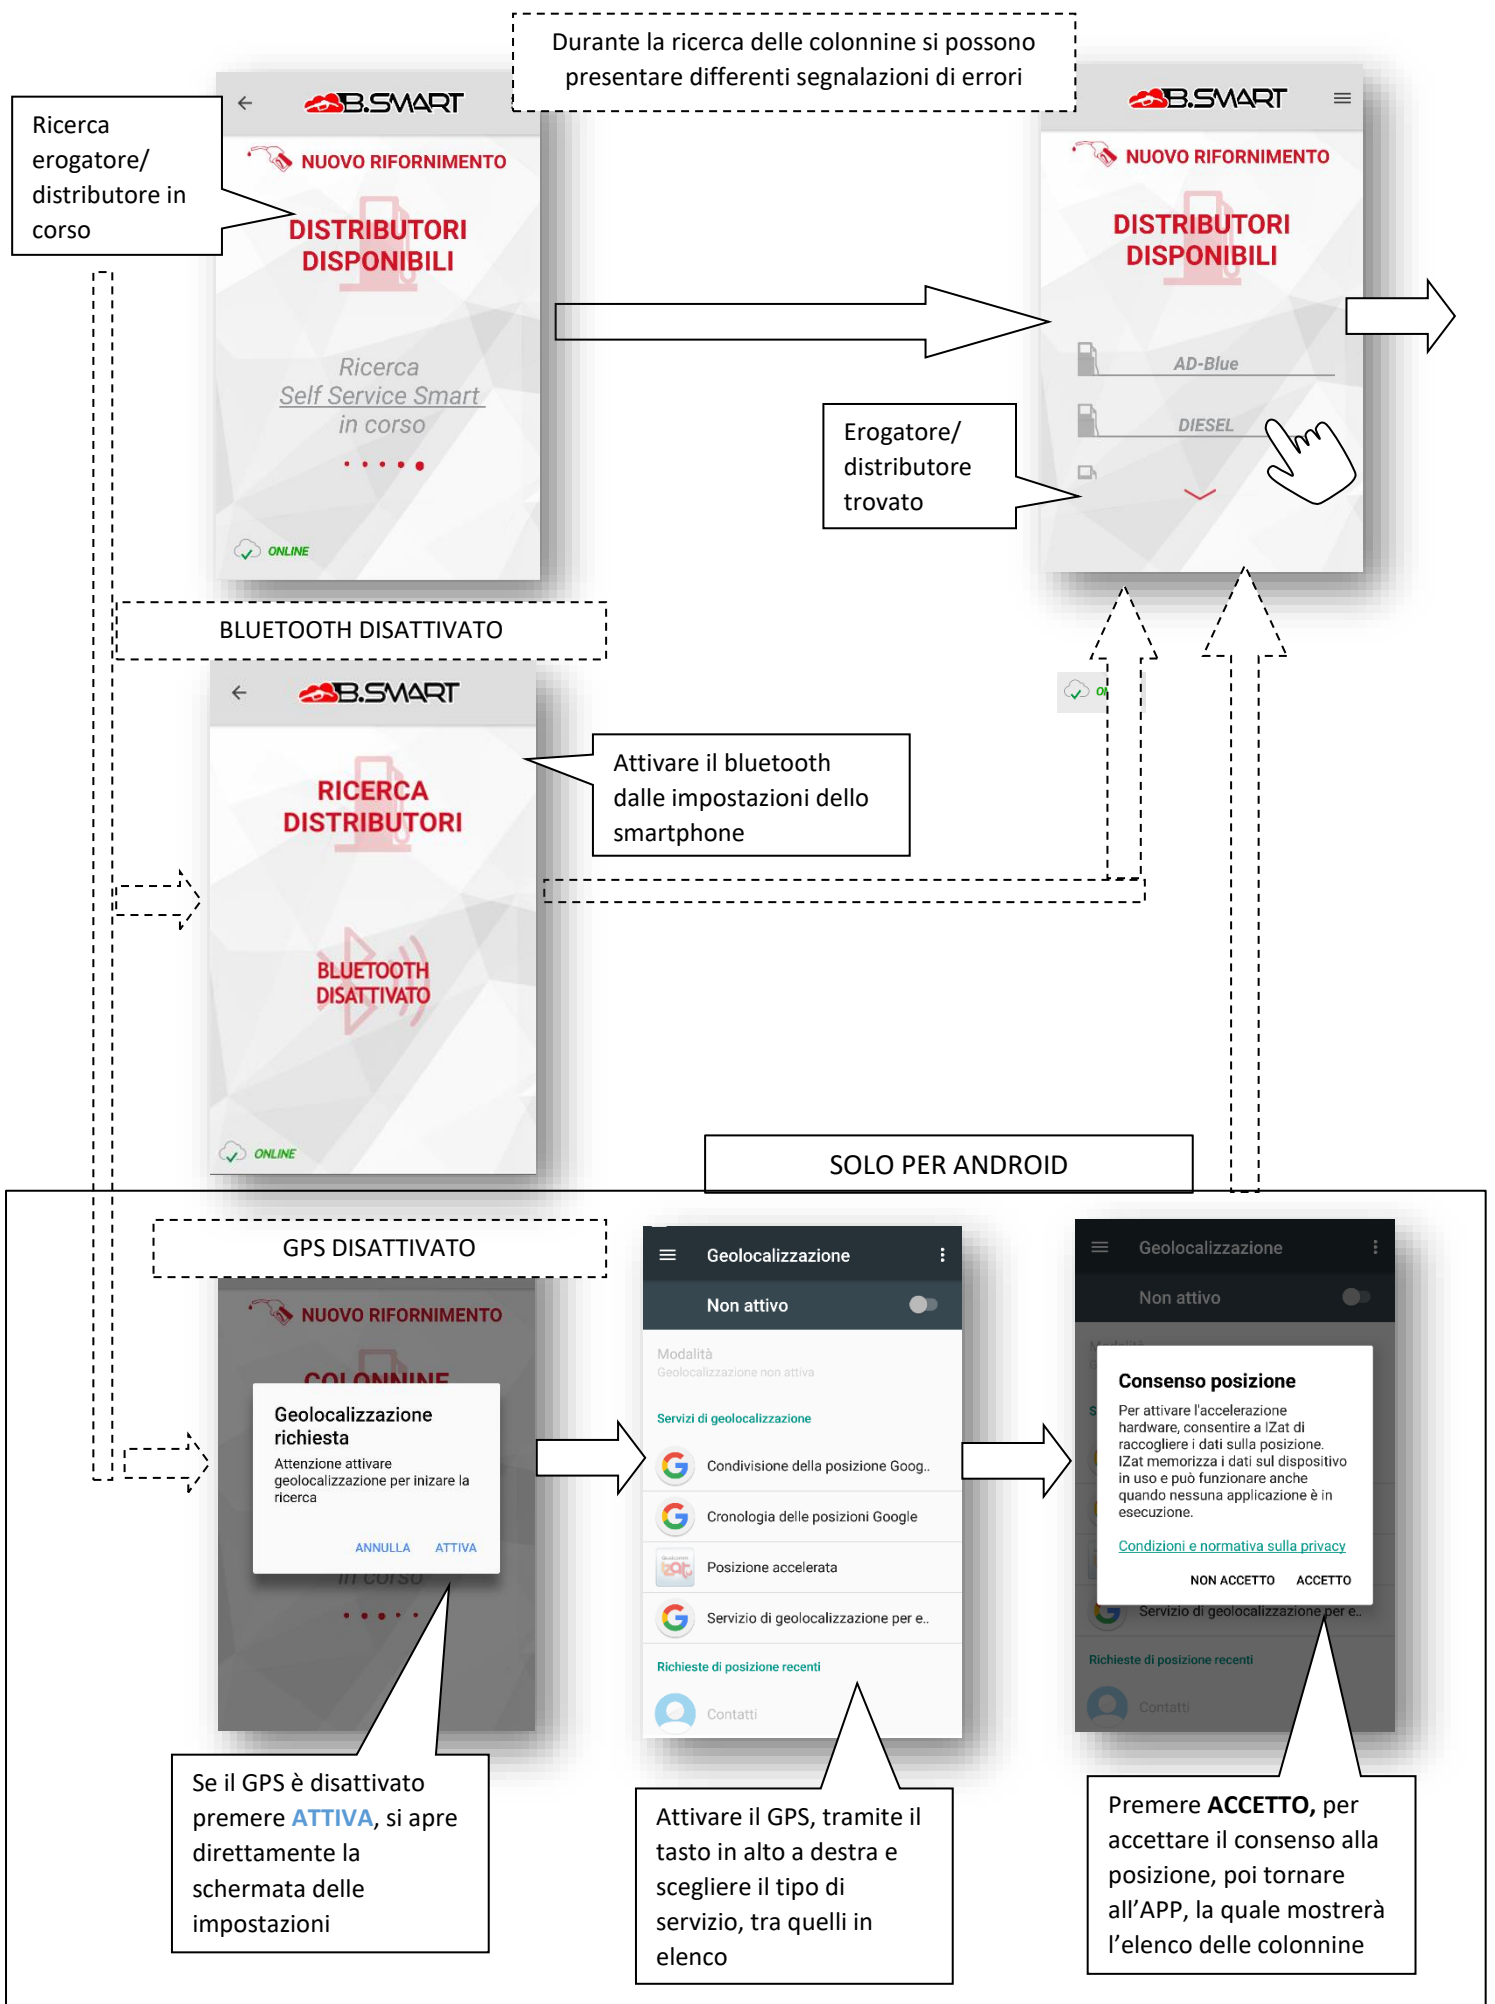 Durante la ricerca delle colonnine si possono
presentare differenti segnalazioni di errori
Ricerca
erogatore/
distributore in
corso
B.SMART
NUOVO RIFORNIMENTO
DISTRIBUTORI
DISPONIBILI
Ricerca
Self Service Smart
in corso
ONLINE
B.SMART
NUOVO RIFORNIMENTO
DISTRIBUTORI
DISPONIBILI
AD-Blue
DIESEL
Erogatore/
distributore
trovato
BLUETOOTH DISATTIVATO
B.SMART
RICERCA
DISTRIBUTORI
BLUETOOTH
DISATTIVATO
ONLINE
Attivare il bluetooth
dalle impostazioni dello
smartphone
SOLO PER ANDROID
GPS DISATTIVATO
NUOVO RIFORNIMENTO
COLONNINE
Geolocalizzazione
richiesta
Attenzione attivare
geolocalizzazione per inizare la
ricerca
ANNULLA ATTIVA
in corso
Se il GPS è disattivato
premere ATTIVA, si apre
direttamente la
schermata delle
impostazioni
Geolocalizzazione
Non attivo
Modalità
Geolocalizzazione non attiva
Servizi di geolocalizzazione
Condivisione della posizione Goog..
Cronologia delle posizioni Google
Posizione accelerata
Servizio di geolocalizzazione per e..
Richieste di posizione recenti
Contatti
Attivare il GPS, tramite il
tasto in alto a destra e
scegliere il tipo di
servizio, tra quelli in
elenco
Geolocalizzazione
Non attivo
Consenso posizione
Per attivare l'accelerazione
hardware, consentire a IZat di
raccogliere i dati sulla posizione.
IZat memorizza i dati sul dispositivo
in uso e può funzionare anche
quando nessuna applicazione è in
esecuzione.
Condizioni e normativa sulla privacy
NON ACCETTO ACCETTO
Servizio di geolocalizzazione per e..
Richieste di posizione recenti
Contatti
Premere ACCETTO, per
accettare il consenso alla
posizione, poi tornare
all’APP, la quale mostrerà
l’elenco delle colonnine